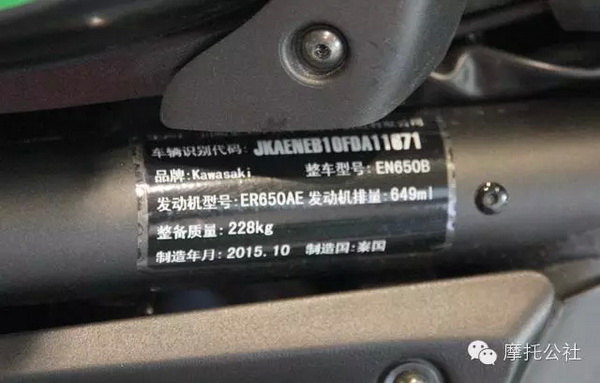 车辆识别代码: JKAENEB10FDA11671
品牌:Kawasaki 整车型号: EN650B
发动机型号:ER650AE 发动机排量:649ml
整备质量: 228kg
制造年月: 2015.10 制造国:泰国
摩托公社